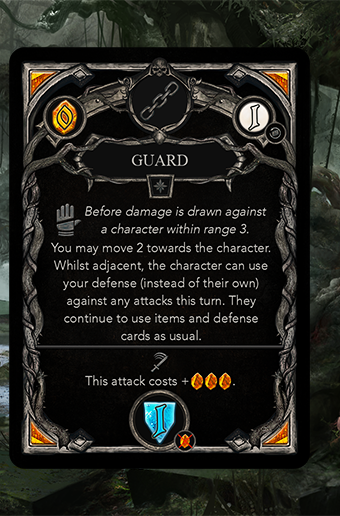 GUARD
Before damage is drawn against
a character within range 3.
You may move 2 towards the character.
Whilst adjacent, the character can use
your defense (instead of their own)
against any attacks this turn. They
continue to use items and defense
cards as usual.
This attack costs +